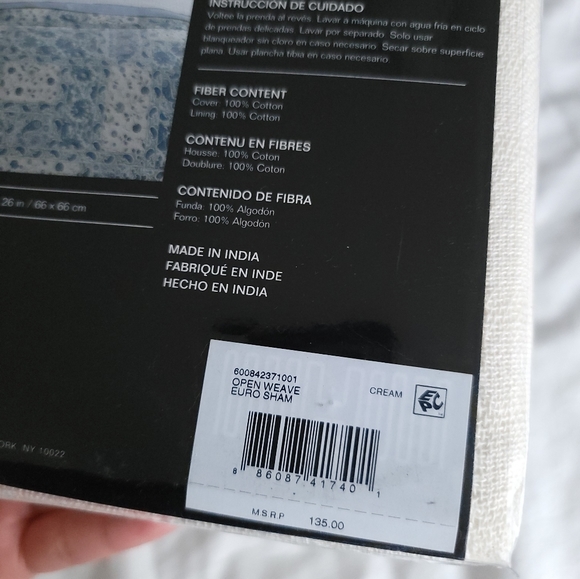 INSTRUCCIÓN DE CUIDADO
Voltee la prenda al revés. Lavar a máquina con agua fría en ciclo
de prendas delicadas. Lavar por separado. Solo usar
blanqueador sin cloro en caso necesario. Secar sobre superficie
plana. Usar plancha tibia en caso necesario.
FIBER CONTENT
Cover: 100% Cotton
Lining: 100% Cotton
CONTENU EN FIBRES
Housse: 100% Coton
Doublure: 100% Coton
CONTENIDO DE FIBRA
Funda: 100% Algodón
Forro: 100% Algodón
26 in / 66 x 66 cm
MADE IN INDIA
FABRIQUÉ EN INDE
HECHO EN INDIA
600842371001
OPEN WEAVE
EURO SHAM
CREAM
EPC
8 86087 41740 1
M.S.R.P 135.00
ORK, NY 10022